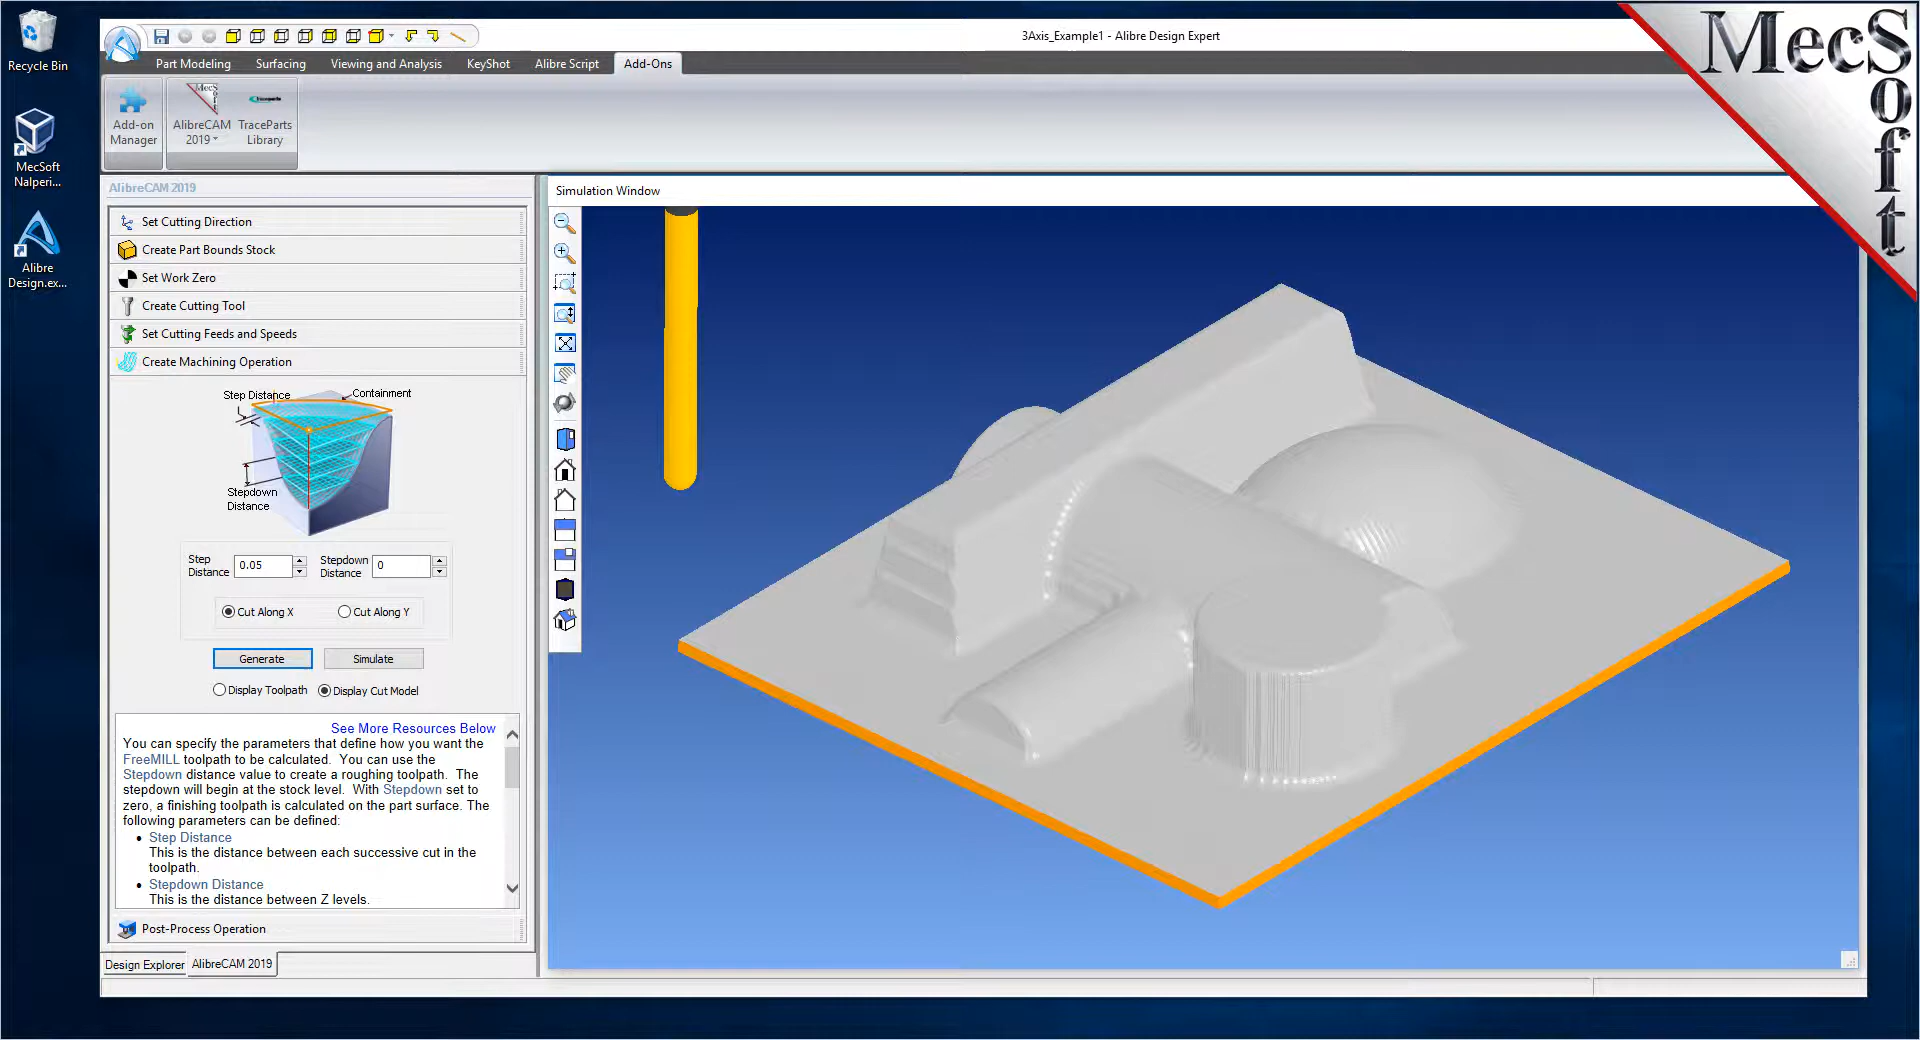 Recycle Bin
MecSoft
Nalperi...
Alibre
Design.ex...
3Axis_Example1 - Alibre Design Expert
Part Modeling
Surfacing
Viewing and Analysis
KeyShot
Alibre Script
Add-Ons
Add-on
Manager
MecSoft
AlibreCAM
2019
TraceParts
Library
MecSoft
AlibreCAM 2019
Set Cutting Direction
Create Part Bounds Stock
Set Work Zero
Create Cutting Tool
Set Cutting Feeds and Speeds
Create Machining Operation
Step Distance
Containment
Stepdown
Distance
Step
Distance
0.05
Stepdown
Distance
0
Cut Along X
Cut Along Y
Generate
Simulate
Display Toolpath
Display Cut Model
See More Resources Below
You can specify the parameters that define how you want the
FreeMILL toolpath to be calculated. You can use the
Stepdown distance value to create a roughing toolpath. The
stepdown will begin at the stock level. With Stepdown set to
zero, a finishing toolpath is calculated on the part surface. The
following parameters can be defined:
• Step Distance
This is the distance between each successive cut in the
toolpath.
• Stepdown Distance
This is the distance between Z levels.
Post-Process Operation
Design Explorer
AlibreCAM 2019
Simulation Window